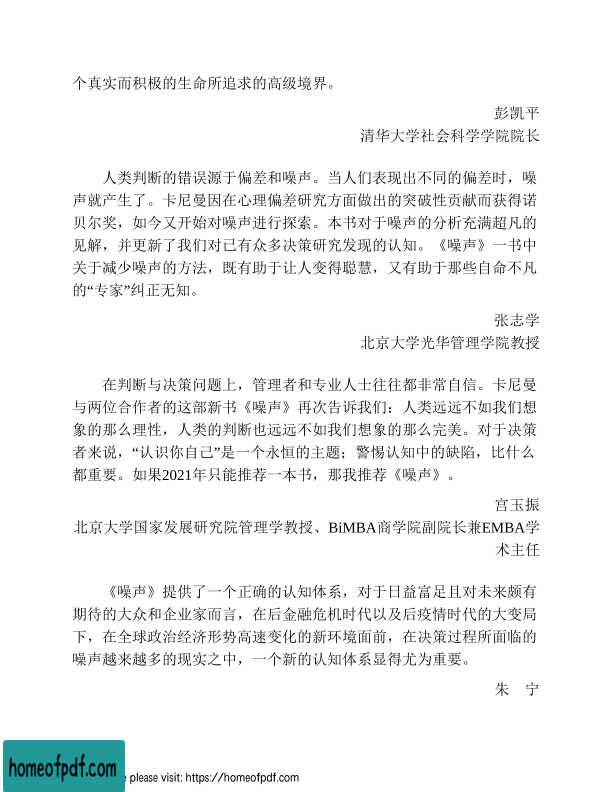 个真实而积极的生命所追求的高级境界。
彭凯平
清华大学社会科学学院院长
人类判断的错误源于偏差和噪声。当人们表现出不同的偏差时，噪
声就产生了。卡尼曼因在心理偏差研究方面做出的突破性贡献而获得诺
贝尔奖，如今又开始对噪声进行探索。本书对于噪声的分析充满超凡的
见解，并更新了我们对已有众多决策研究发现的认知。《噪声》一书中
关于减少噪声的方法，既有助于让人变得聪慧，又有助于那些自命不凡
的“专家”纠正无知。
张志学
北京大学光华管理学院教授
在判断与决策问题上，管理者和专业人士往往都非常自信。卡尼曼
与两位合作者的这部新书《噪声》再次告诉我们：人类远远不如我们想
象的那么理性，人类的判断也远远不如我们想象的那么完美。对于决策
者来说，“认识你自己”是一个永恒的主题；警惕认知中的缺陷，比什么
都重要。如果2021年只能推荐一本书，那我推荐《噪声》。
宫玉振
北京大学国家发展研究院管理学教授、BiMBA商学院副院长兼EMBA学
术主任
《噪声》提供了一个正确的认知体系，对于日益富足且对未来颇有
期待的大众和企业家而言，在后金融危机时代以及后疫情时代的大变局
下，在全球政治经济形势高速变化的新环境面前，在决策过程所面临的
噪声越来越多的现实之中，一个新的认知体系显得尤为重要。
朱　宁
homeofpdf.com
e please visit: https://homeofpdf.com